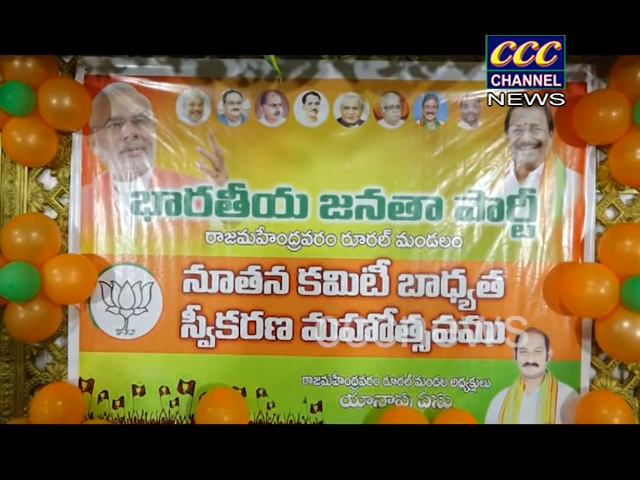 CCC
CHANNEL
NEWS
భారతీయ జనతా పార్టీ
రాజమహేంద్రవరం రూరల్ మండలం
నూతన కమిటీ బాధ్యత
స్వీకరణ మహోత్సవము
రాజమహేంద్రవరం రూరల్ మండల అధ్యక్షులు
యానాపు ఏసు